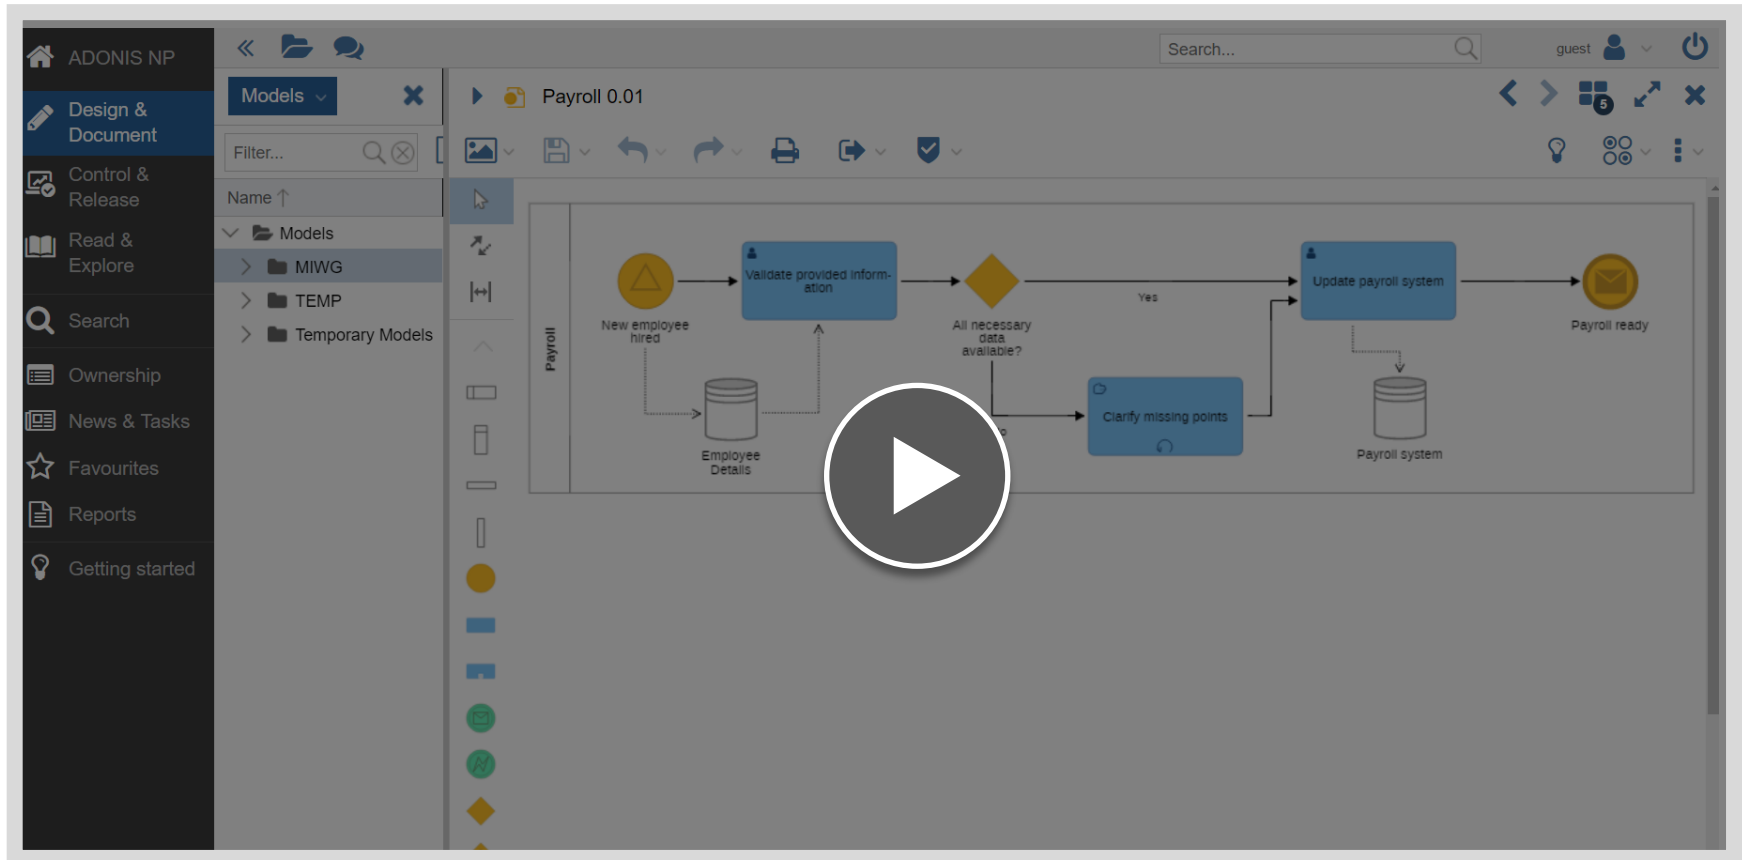 ADONIS NP
Design &
Document
Control &
Release
Read &
Explore
Search
Ownership
News & Tasks
Favourites
Reports
Getting started
Search...
guest
Models
Filter...
Name
Models
MIWG
TEMP
Temporary Models
Payroll 0.01
5
Payroll
New employee
hired
Validate provided inform-
ation
All necessary
data
available?
Yes
Update payroll system
Payroll ready
Employee
Details
o
Clarify missing points
Payroll system